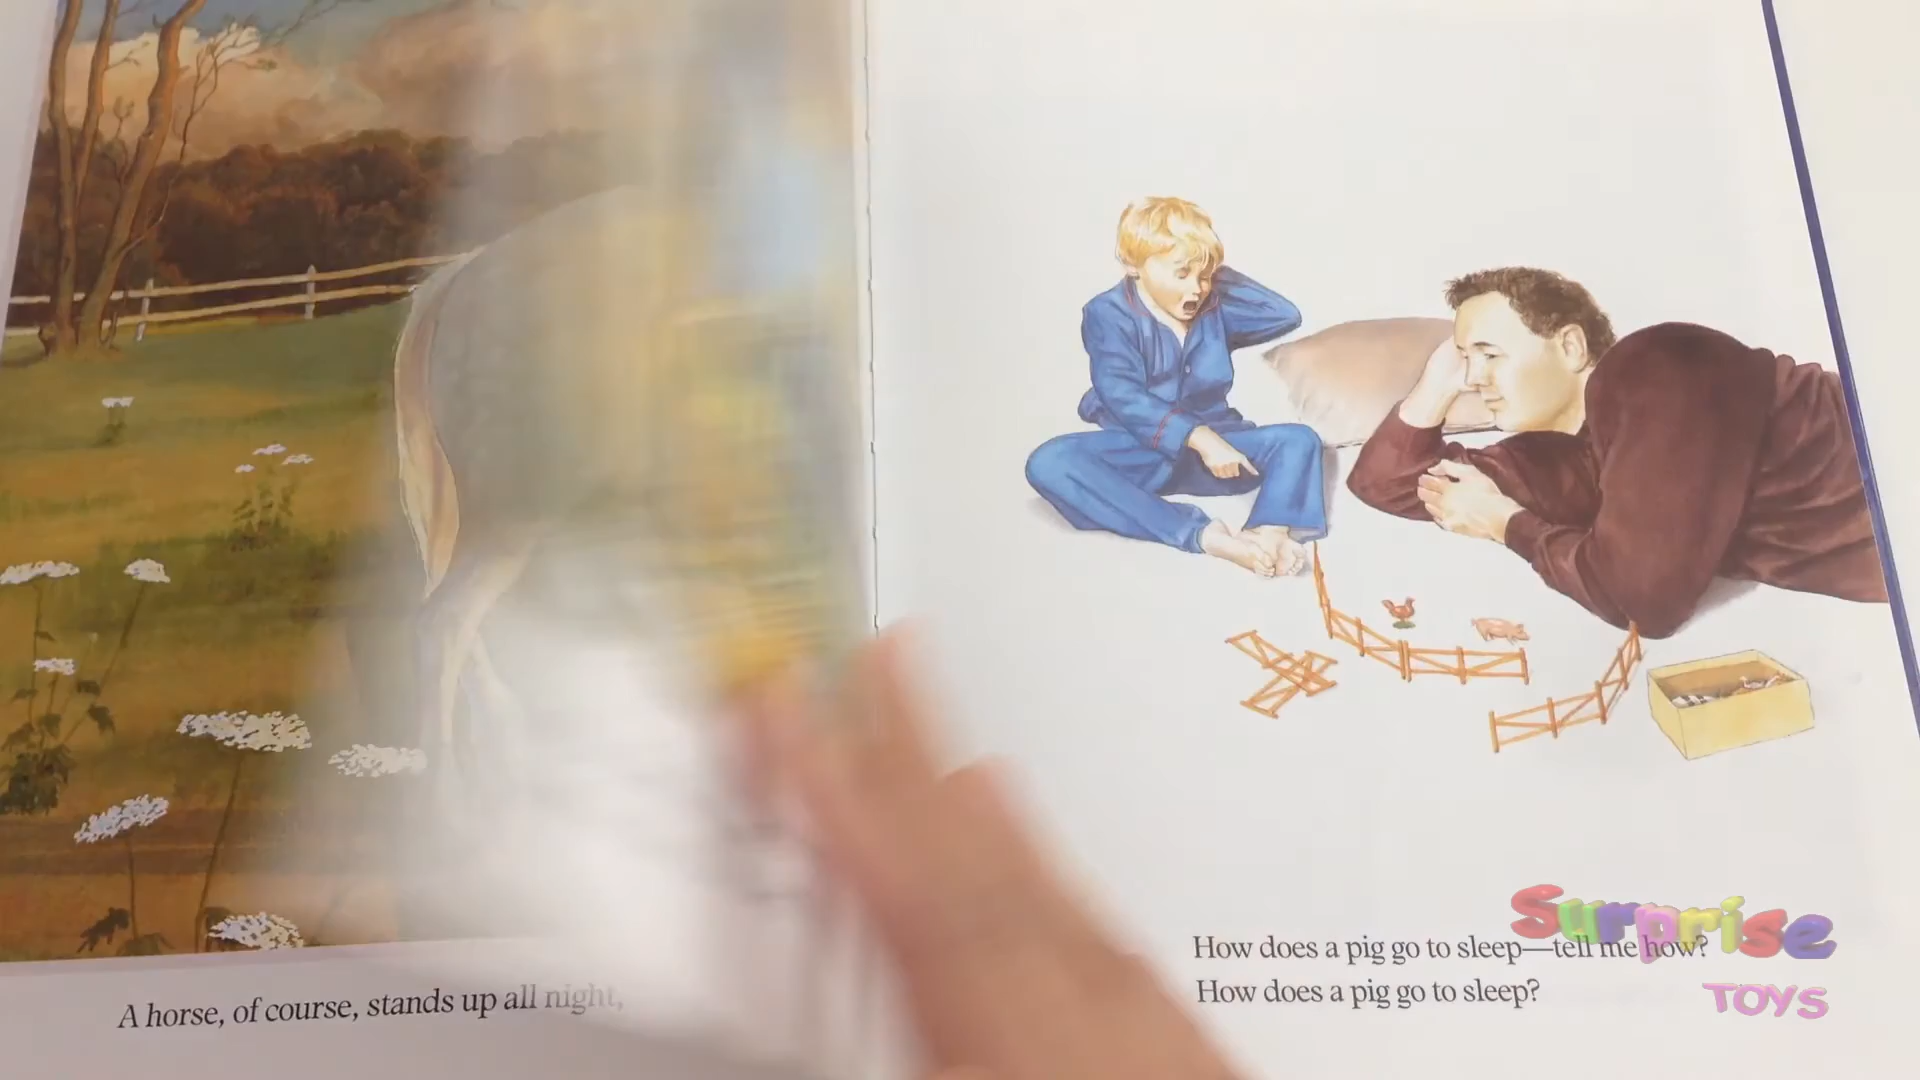 A horse, of course, stands up all night,
How does a pig go to sleep—tell me how?
How does a pig go to sleep?
Surprise
TOYS